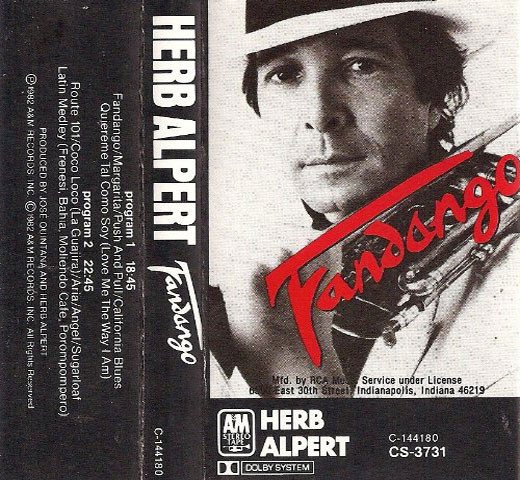 program 1 18:45
Fandango/Margarita/Push And Pull/California Blues
Quiereme Tal Como Soy (Love Me The Way I Am)
program 2 22:45
Route 101/Coco Loco (La Guajira)/Aria/Angel/Sugarloaf
Latin Medley (Frenesi, Bahia, Moliendo Cafe, Porompompero)
PRODUCED BY JOSE QUINTANA AND HERB ALPERT
℗1982 A&M RECORDS, INC. ©1982 A&M RECORDS, INC. All Rights Reserved
HERB ALPERT
Fandango
C-144180
Fandango
Mfd. by RCA Music Service under License
East 30th Street, Indianapolis, Indiana 46219
A&M
STEREO
TAPE
DOLBY SYSTEM
HERB
ALPERT
C-144180
CS-3731